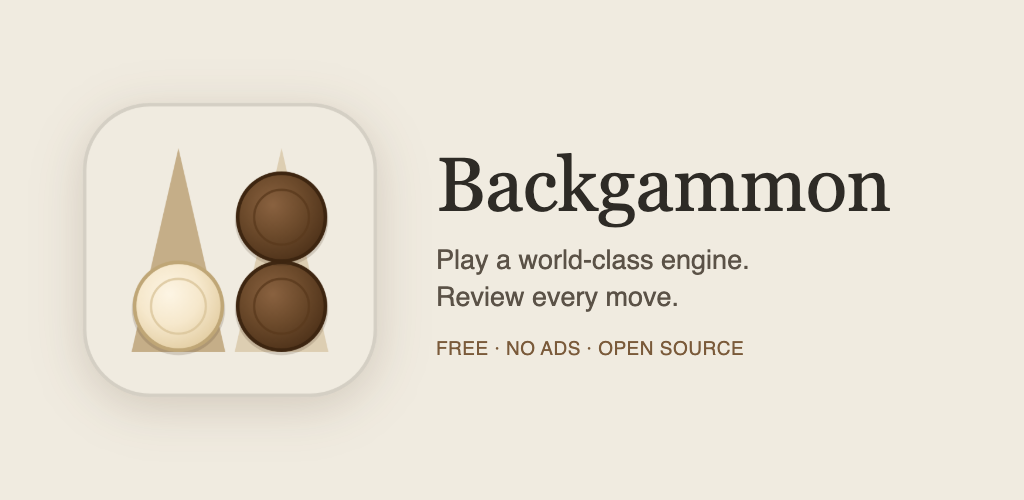 Backgammon
Play a world-class engine.
Review every move.
FREE · NO ADS · OPEN SOURCE